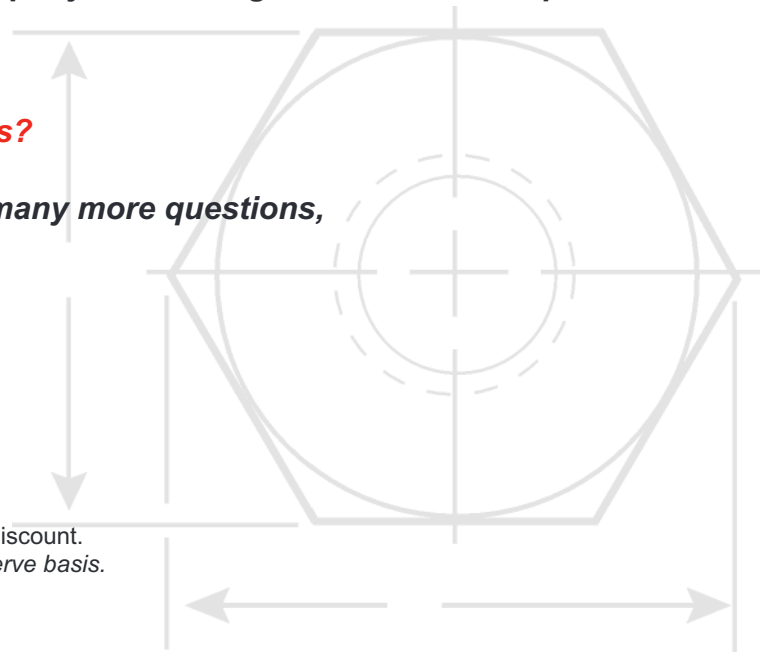 s?
many more questions,
iscount.
erve basis.